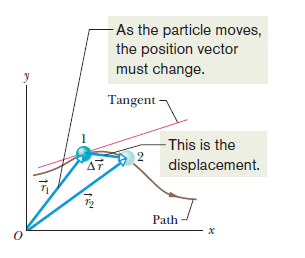 As the particle moves,
the position vector
must change.
y
Tangent
1
This is the
displacement.
Δr⃗
2
r⃗₁
r⃗₂
Path
O
x